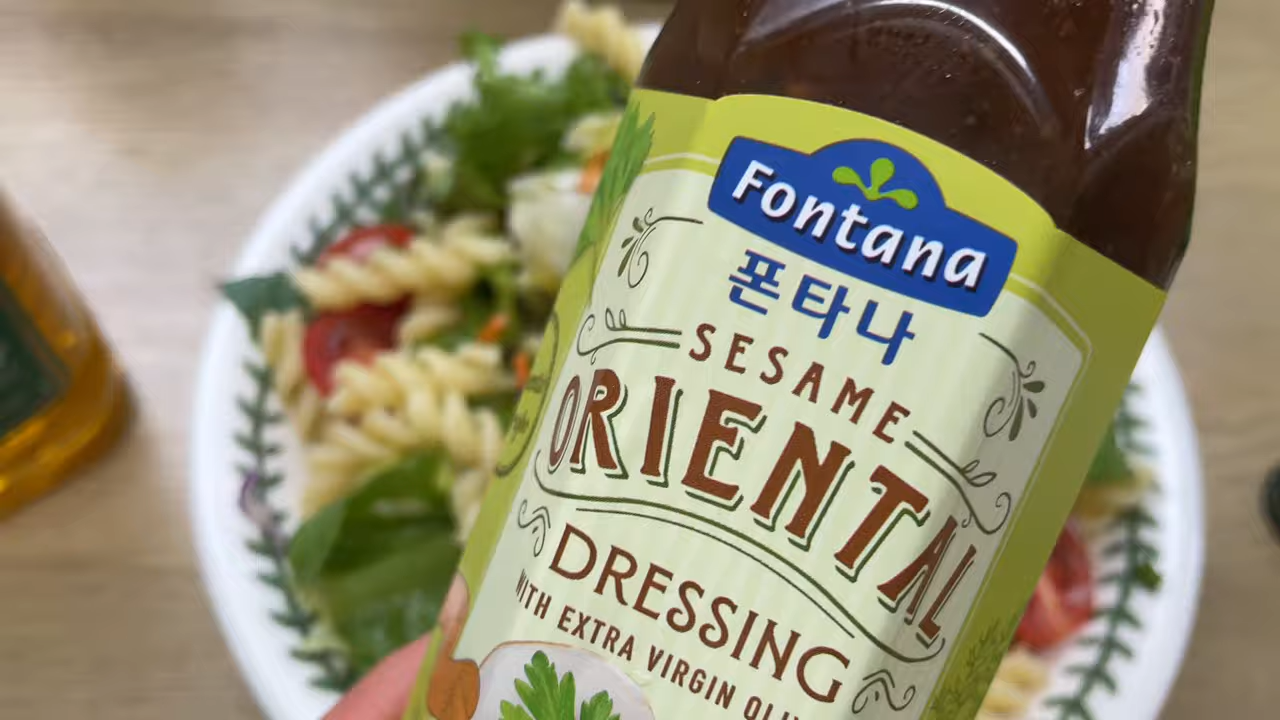 Fontana
폰타나
SESAME
ORIENTAL
DRESSING
WITH EXTRA VIRGIN